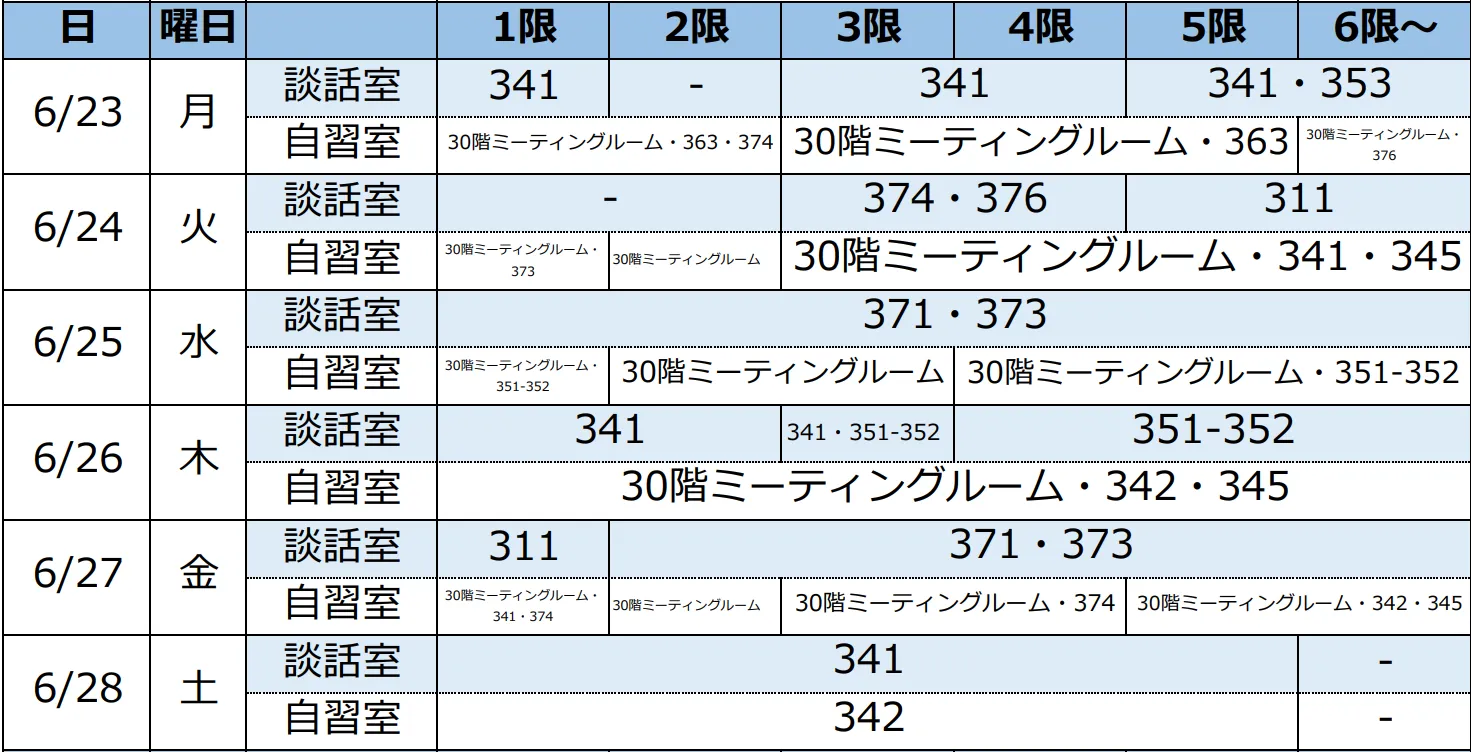 日 曜日 1限 2限 3限 4限 5限 6限～
6/23 月 談話室 341 - 341 341・353
自習室 30階ミーティングルーム・363・374 30階ミーティングルーム・363 30階ミーティングルーム・
376
6/24 火 談話室 - 374・376 311
自習室 30階ミーティングルーム・
373 30階ミーティングルーム 30階ミーティングルーム・341・345
6/25 水 談話室 371・373
自習室 30階ミーティングルーム・
351-352 30階ミーティングルーム 30階ミーティングルーム・351-352
6/26 木 談話室 341 341・351-352 351-352
自習室 30階ミーティングルーム・342・345
6/27 金 談話室 311 371・373
自習室 30階ミーティングルーム・
341・374 30階ミーティングルーム 30階ミーティングルーム・374 30階ミーティングルーム・342・345
6/28 土 談話室 341 -
自習室 342 -